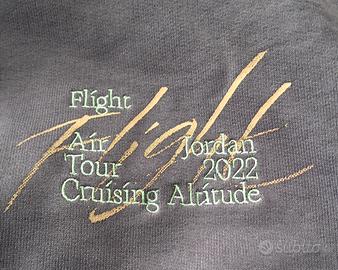 Flight
Flight
Air Jordan
Tour 2022
Cruising Altitude
subito